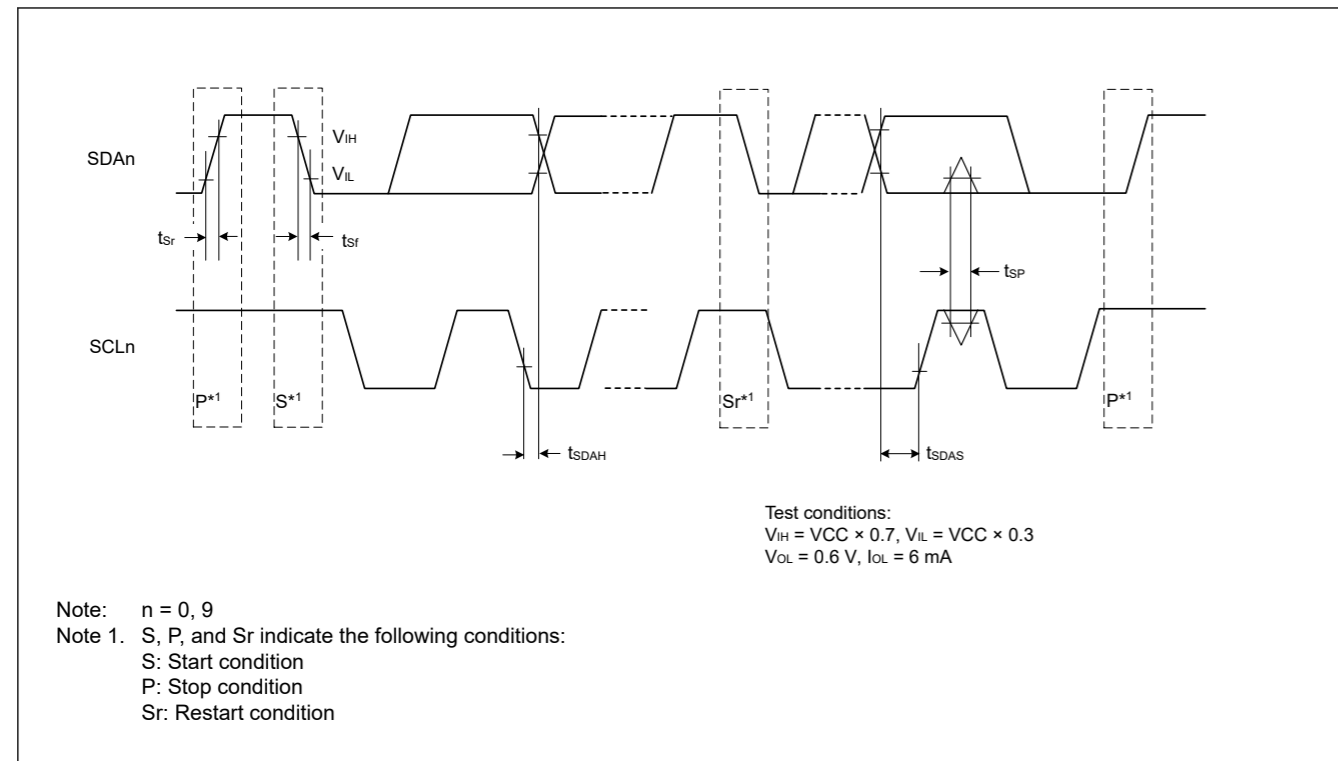 SDAn
VIH
VIL
tSr
tSf
tSP
SCLn
P*1
S*1
Sr*1
P*1
tSDAH
tSDAS
Test conditions:
VIH = VCC × 0.7, VIL = VCC × 0.3
VOL = 0.6 V, IOL = 6 mA
Note: n = 0, 9
Note 1. S, P, and Sr indicate the following conditions:
S: Start condition
P: Stop condition
Sr: Restart condition